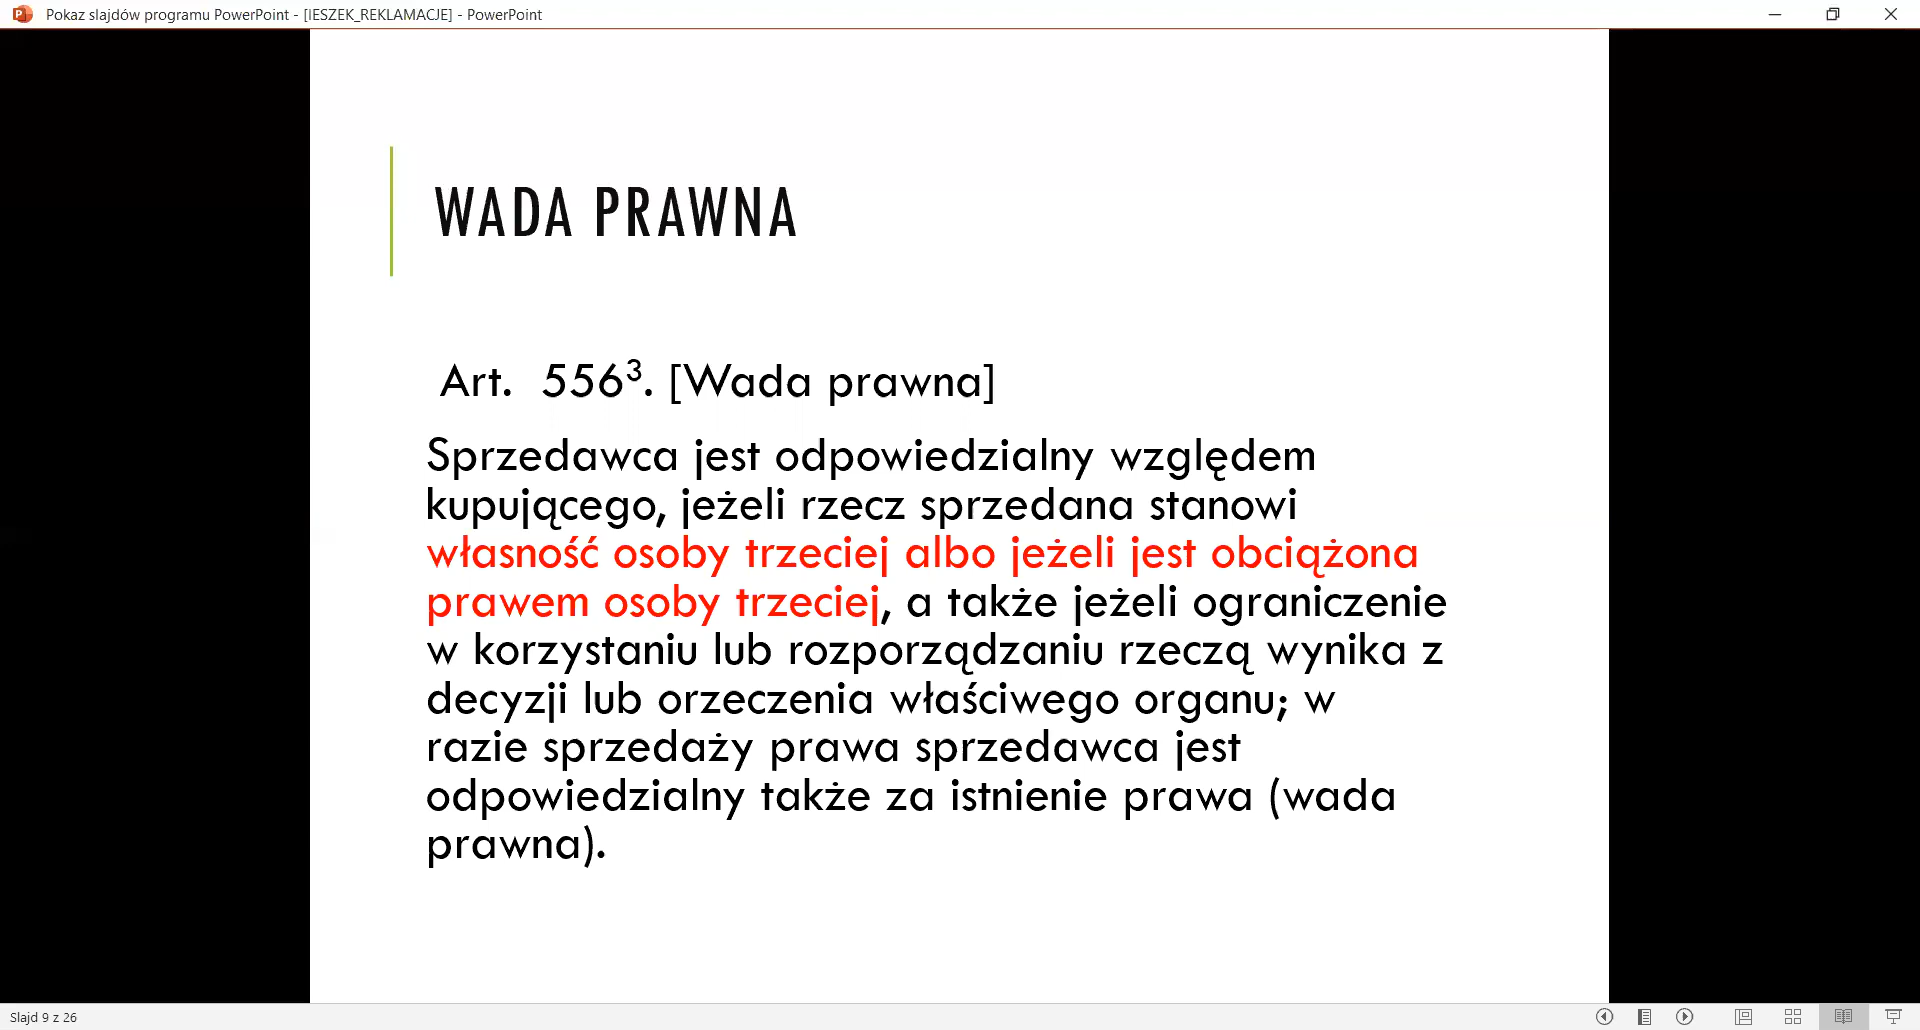 Pokaz slajdów programu PowerPoint - [IESZEK_REKLAMACJE] - PowerPoint
WADA PRAWNA
Art.  556³. [Wada prawna]
Sprzedawca jest odpowiedzialny względem
kupującego, jeżeli rzecz sprzedana stanowi
własność osoby trzeciej albo jeżeli jest obciążona
prawem osoby trzeciej, a także jeżeli ograniczenie
w korzystaniu lub rozporządzaniu rzeczą wynika z
decyzji lub orzeczenia właściwego organu; w
razie sprzedaży prawa sprzedawca jest
odpowiedzialny także za istnienie prawa (wada
prawna).
Slajd 9 z 26